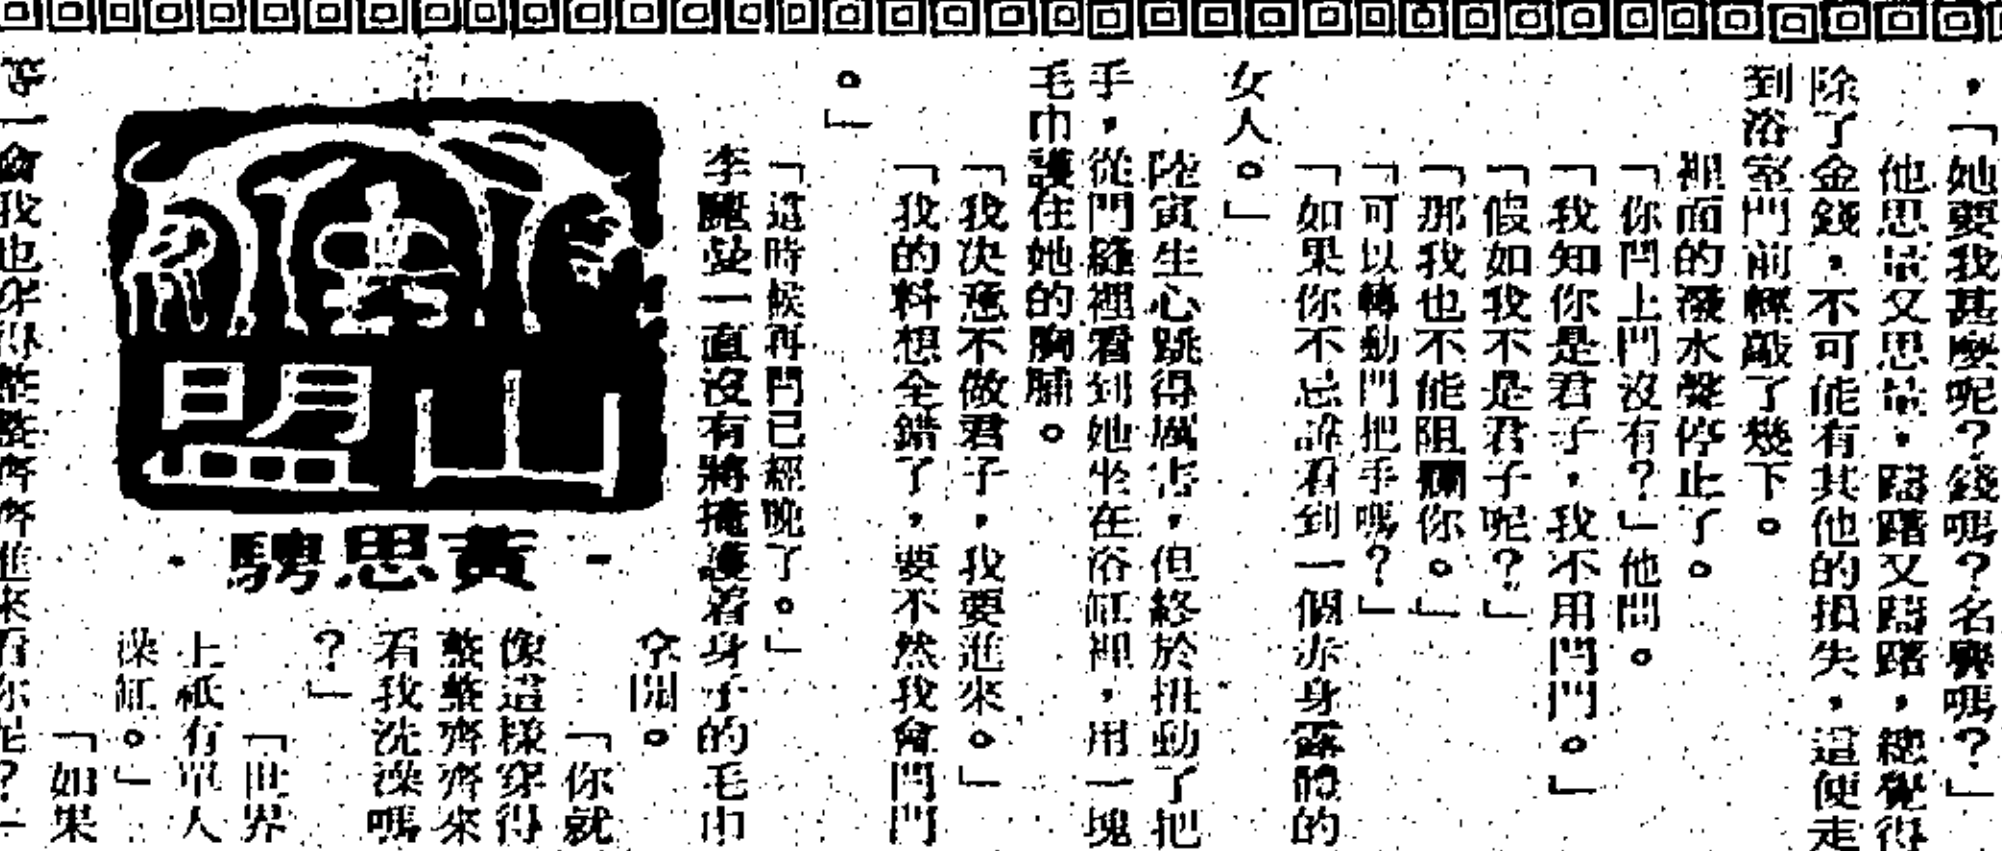 ，「她要我甚麼呢？錢嗎？名譽嗎？」
他思量又思量，躊躇又躊躇，總覺得
除了金錢，不可能有其他的損失，這便走
到浴室門前輕敲了幾下。
裡面的潑水聲停止了。
「你閂上門沒有？」他問。
「我知你是君子，我不用閂門。」
「假如我不是君子呢？」
「那我也不能阻攔你。」
「可以轉動門把手嗎？」
「如果你不忌諱看到一個赤身露體的
女人。」
陸寅生心跳得厲害，但終於扭動了把
手，從門縫裡看到她坐在浴缸裡，用一塊
毛巾護住她的胸脯。
「我決意不做君子，我要進來。」
「我的料想全錯了，要不然我會閂門
。」
「這時候再閂已經晚了。」
李麗曼一直沒有將掩護着身子的毛巾
拿開。
「你就
像這樣穿得
整整齊齊來
看我洗澡嗎
？」
「世界
上祇有單人
澡缸。」
「如果
等一會我也穿得整整齊齊進來看你呢？」
山盟
黃思騁